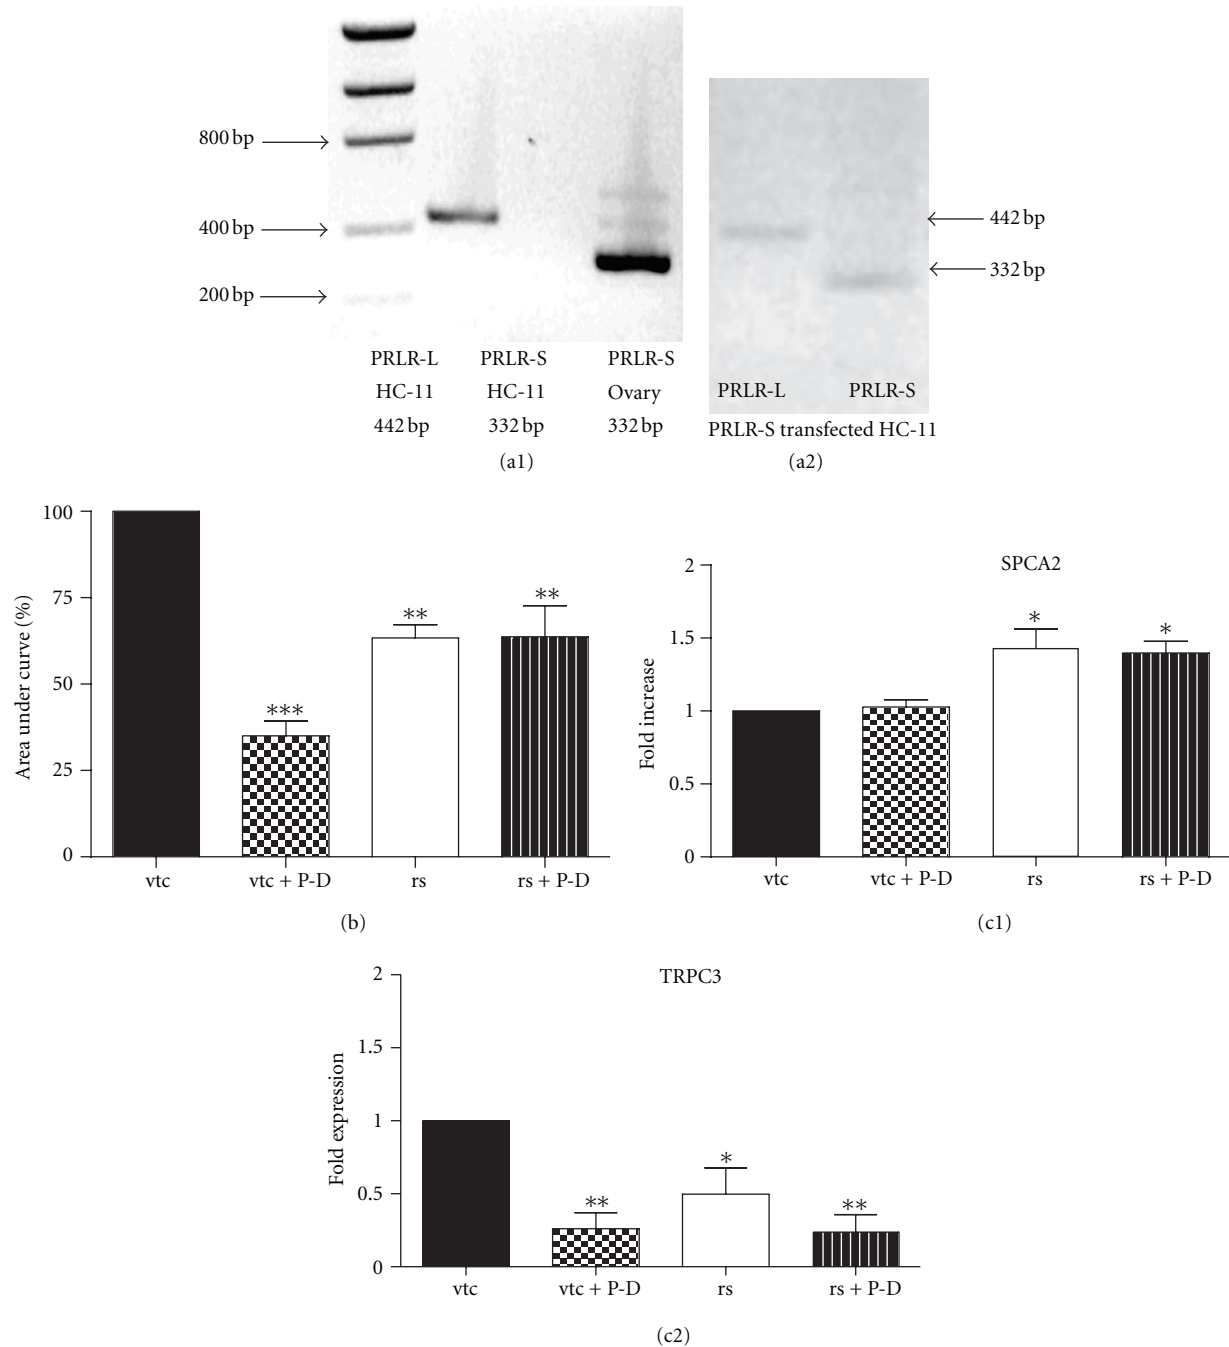 800 bp
400 bp
200 bp
442 bp
332 bp
PRLR-L PRLR-S PRLR-S
HC-11 HC-11 Ovary
442 bp 332 bp 332 bp
(a1)
PRLR-L PRLR-S
PRLR-S transfected HC-11
(a2)
Area under curve (%)
100
75
50
25
0
***
**
**
vtc vtc + P-D rs rs + P-D
(b)
SPCA2
Fold increase
2
1.5
1
0.5
0
*
*
vtc vtc + P-D rs rs + P-D
(c1)
TRPC3
Fold expression
2
1.5
1
0.5
0
**
*
**
vtc vtc + P-D rs rs + P-D
(c2)